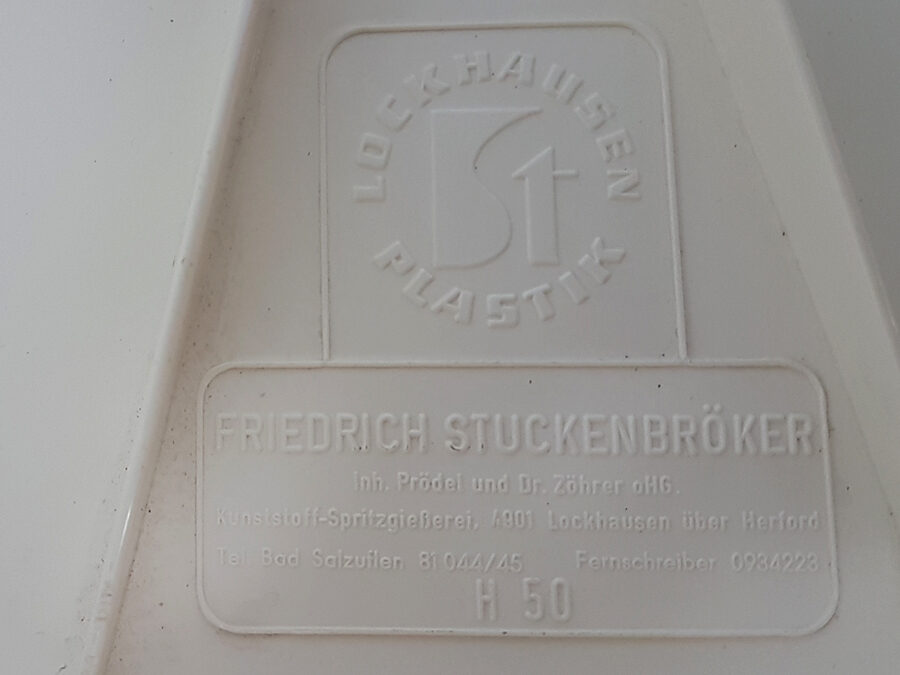 LOCKHAUSEN
St
PLASTIK
FRIEDRICH STUCKENBRÖKER
Inh. Prödel und Dr. Zöhrer oHG.
Kunststoff-Spritzgießerei, 4901 Lockhausen über Herford
Tel Bad Salzuflen 81 044/45 Fernschreiber 0934223
H 50